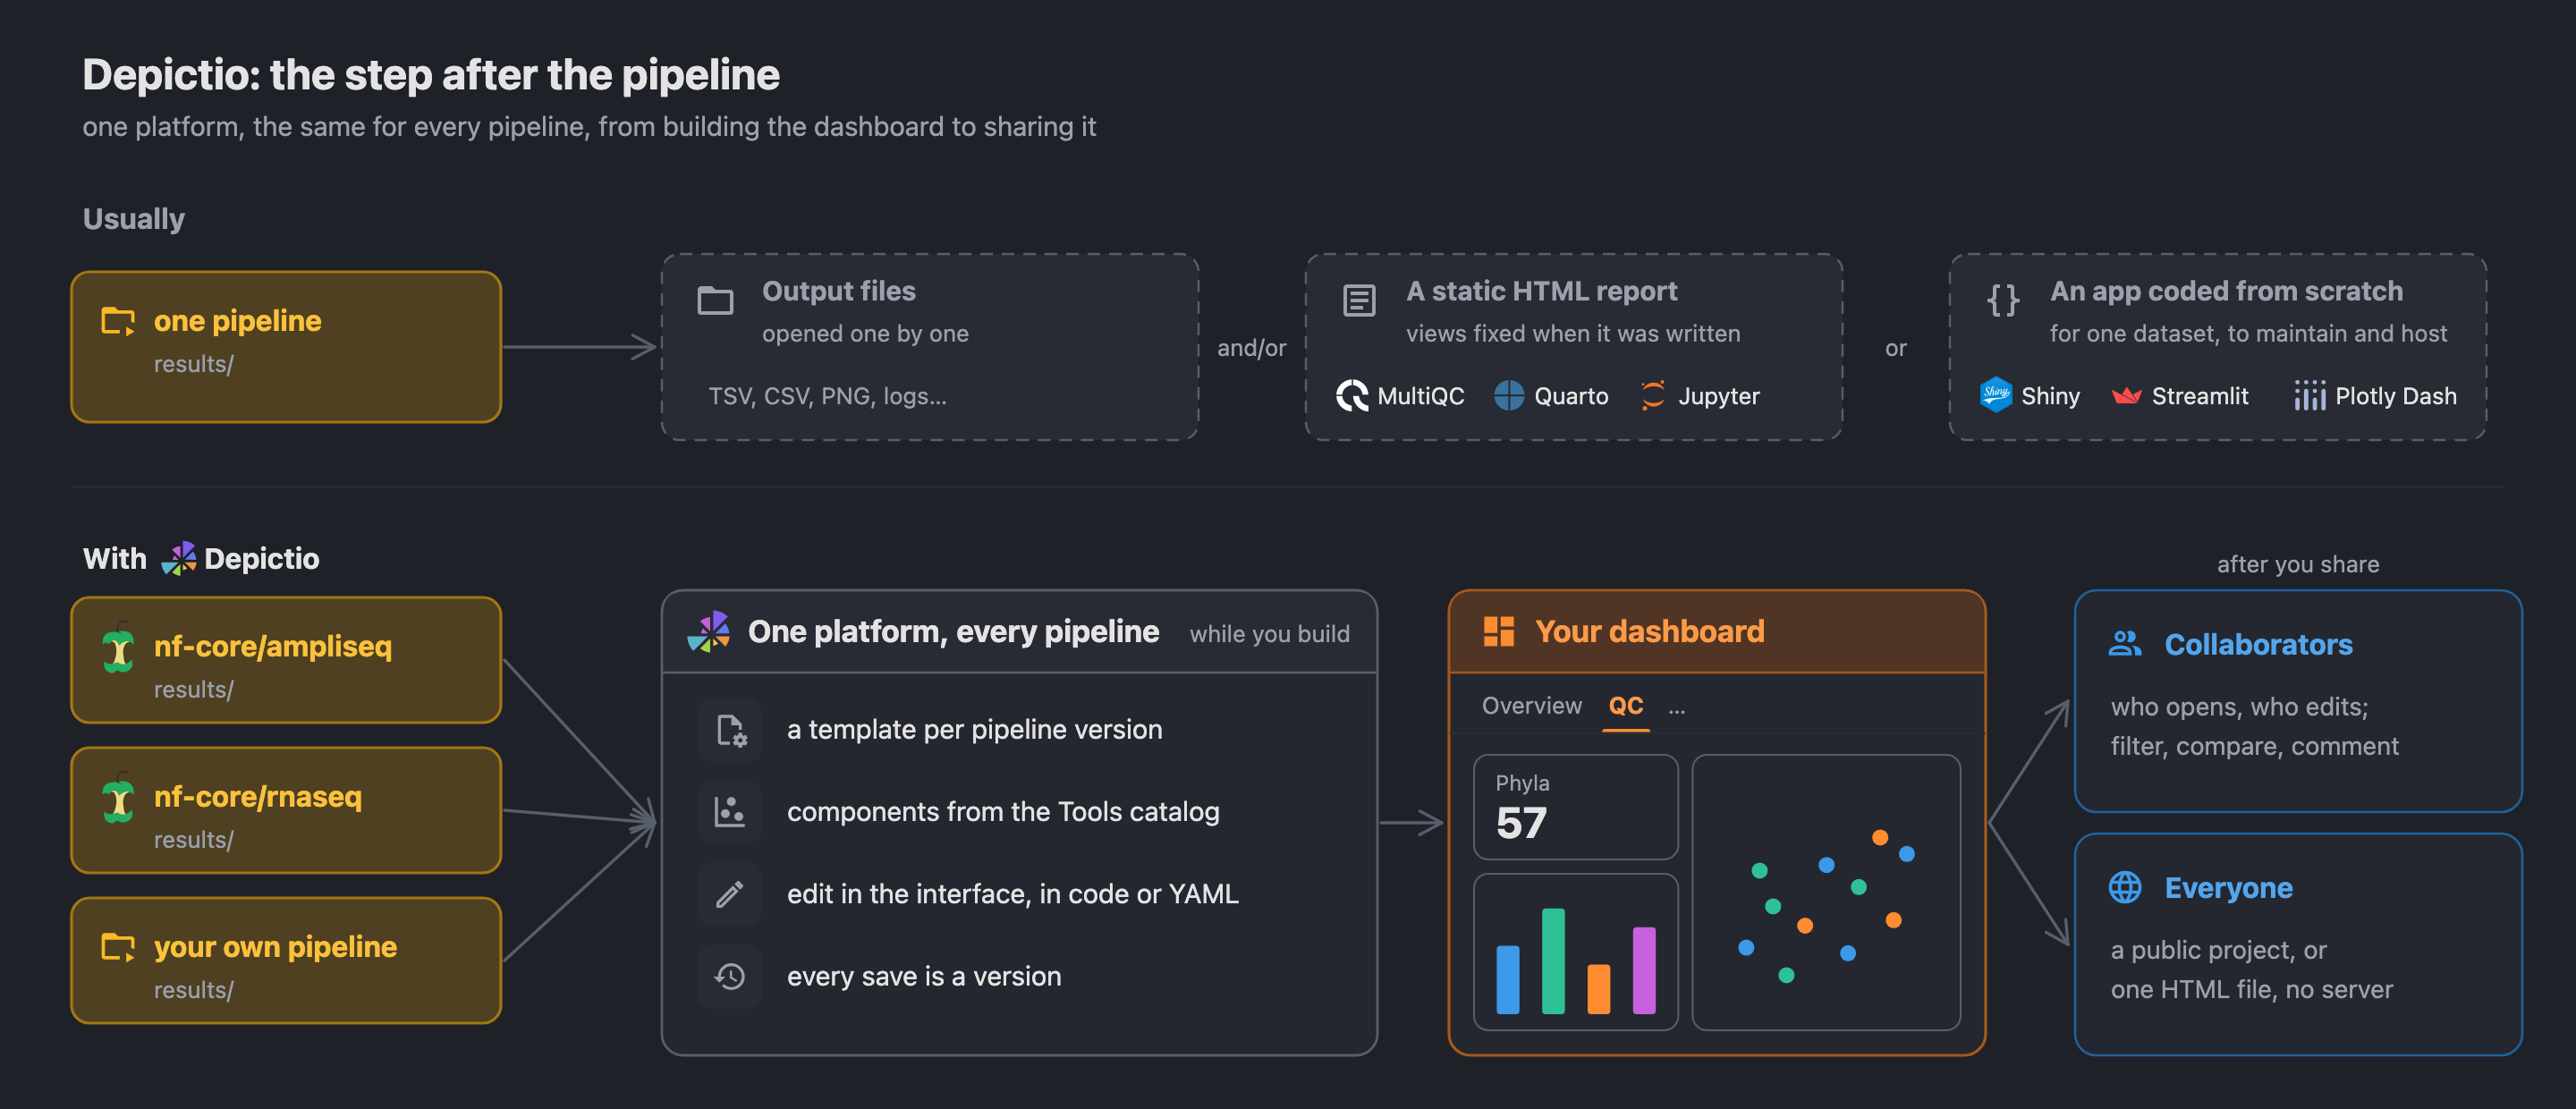 Depictio: the step after the pipeline
one platform, the same for every pipeline, from building the dashboard to sharing it
Usually
one pipeline
results/
Output files
opened one by one
TSV, CSV, PNG, logs...
and/or
A static HTML report
views fixed when it was written
MultiQC Quarto Jupyter
or
An app coded from scratch
for one dataset, to maintain and host
Shiny Streamlit Plotly Dash
With Depictio
nf-core/ampliseq
results/
nf-core/rnaseq
results/
your own pipeline
results/
One platform, every pipeline while you build
a template per pipeline version
components from the Tools catalog
edit in the interface, in code or YAML
every save is a version
Your dashboard
Overview QC ...
Phyla
57
after you share
Collaborators
who opens, who edits;
filter, compare, comment
Everyone
a public project, or
one HTML file, no server